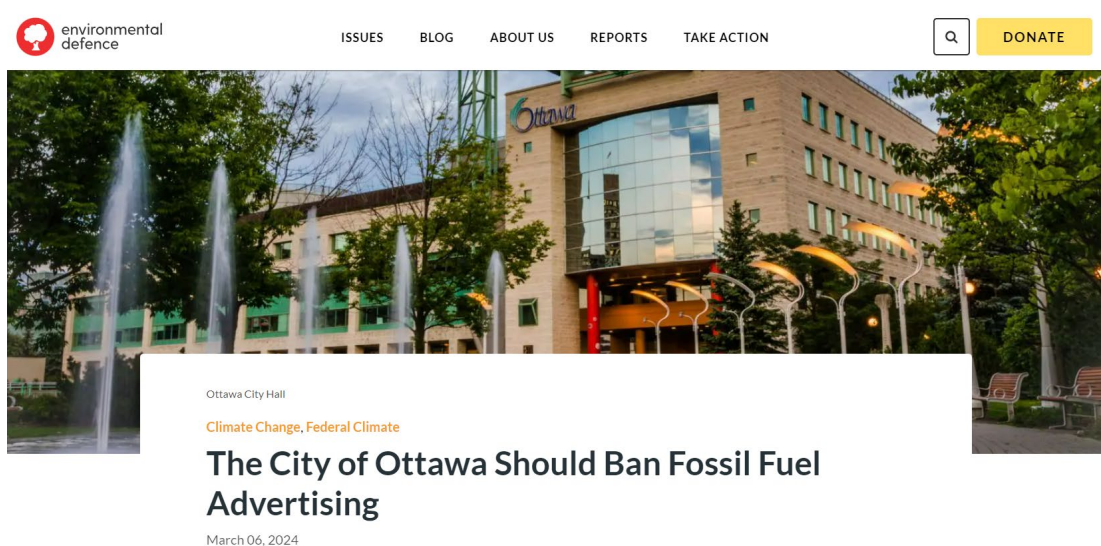 environmental
defence
ISSUES BLOG ABOUT US REPORTS TAKE ACTION DONATE
Ottawa
Ottawa City Hall
Climate Change, Federal Climate
The City of Ottawa Should Ban Fossil Fuel
Advertising
March 06, 2024